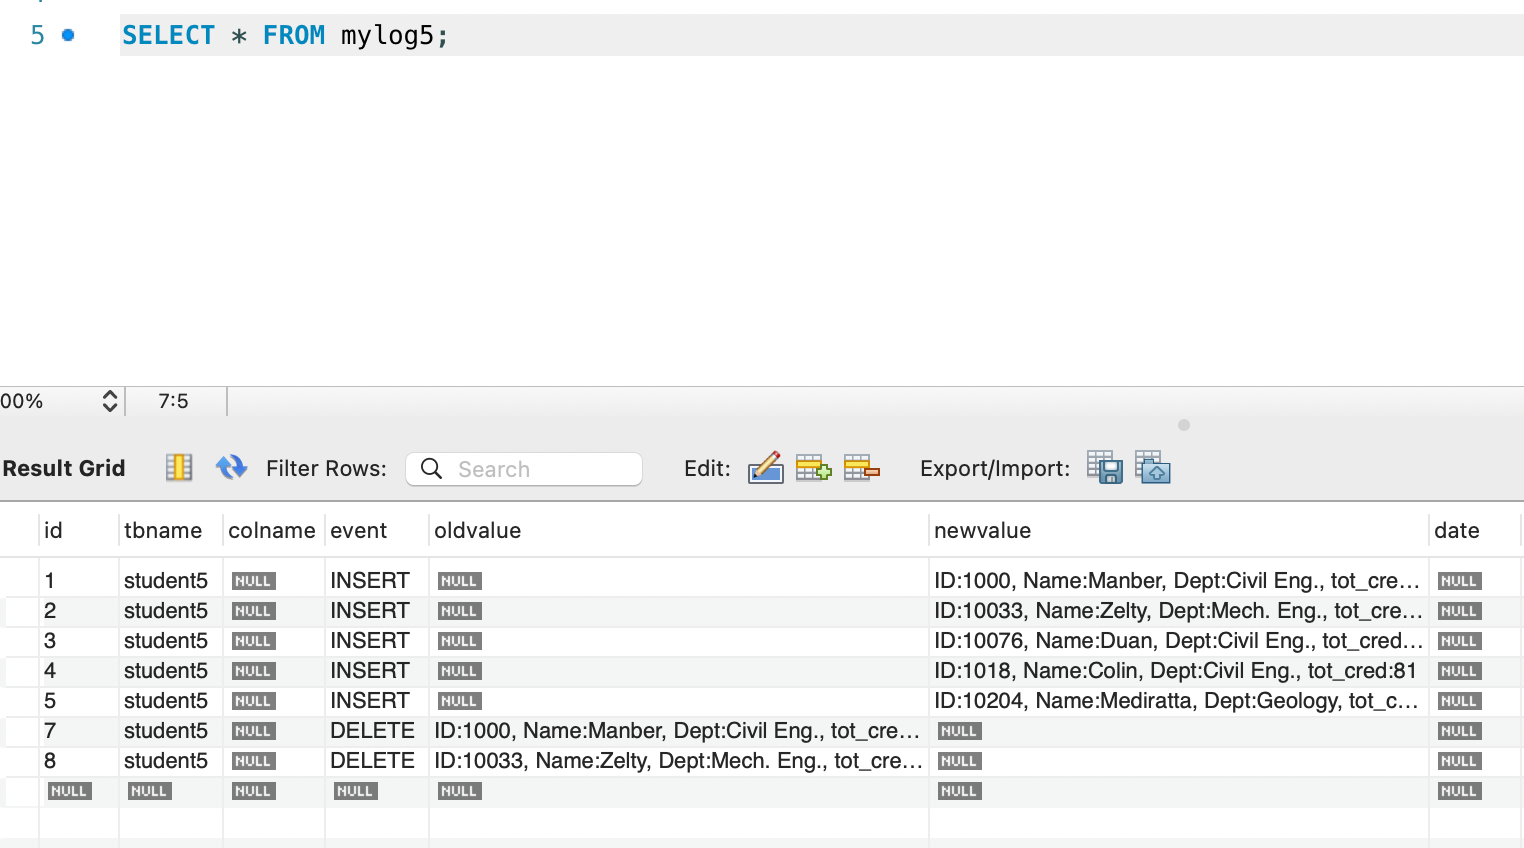 5 SELECT * FROM mylog5;
00% 7:5
Result Grid Filter Rows: Search Edit: Export/Import:
id tbname colname event oldvalue newvalue date
1 student5 NULL INSERT NULL ID:1000, Name:Manber, Dept:Civil Eng., tot_cre... NULL
2 student5 NULL INSERT NULL ID:10033, Name:Zelty, Dept:Mech. Eng., tot_cre... NULL
3 student5 NULL INSERT NULL ID:10076, Name:Duan, Dept:Civil Eng., tot_cred... NULL
4 student5 NULL INSERT NULL ID:1018, Name:Colin, Dept:Civil Eng., tot_cred:81 NULL
5 student5 NULL INSERT NULL ID:10204, Name:Mediratta, Dept:Geology, tot_c... NULL
7 student5 NULL DELETE ID:1000, Name:Manber, Dept:Civil Eng., tot_cre... NULL NULL
8 student5 NULL DELETE ID:10033, Name:Zelty, Dept:Mech. Eng., tot_cre... NULL NULL
NULL NULL NULL NULL NULL NULL NULL